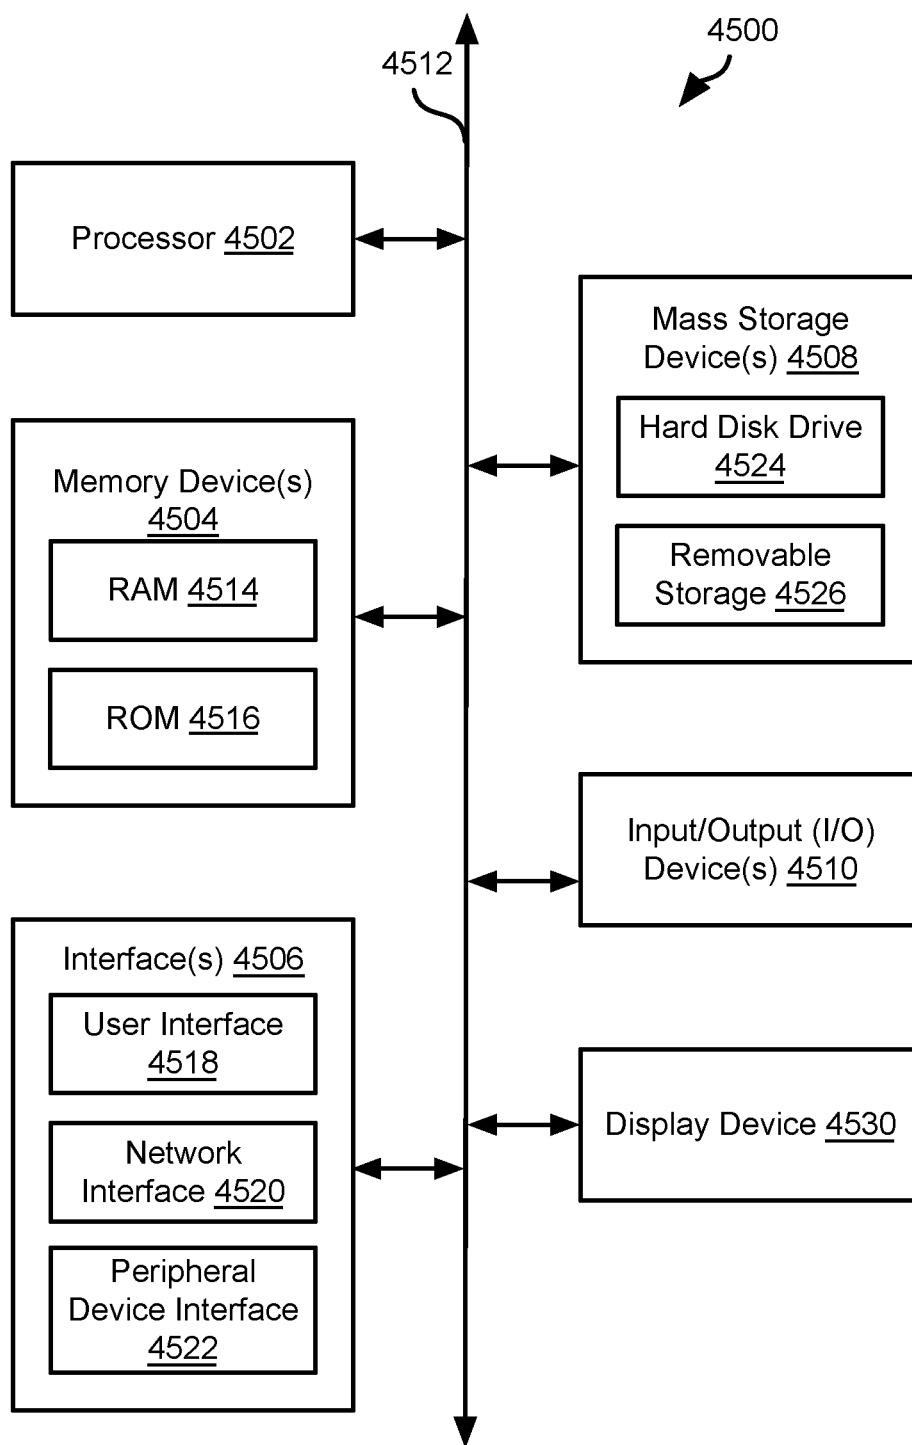 4500
4512
Processor 4502
Mass Storage
Device(s) 4508
Hard Disk Drive
4524
Removable
Storage 4526
Memory Device(s)
4504
RAM 4514
ROM 4516
Input/Output (I/O)
Device(s) 4510
Interface(s) 4506
User Interface
4518
Network
Interface 4520
Peripheral
Device Interface
4522
Display Device 4530